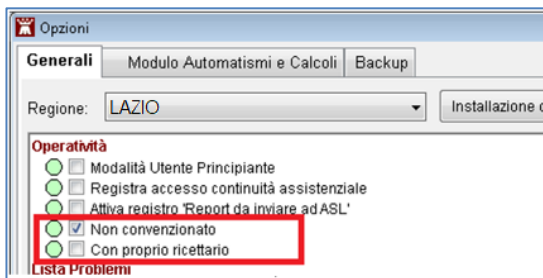 Opzioni
Generali Modulo Automatismi e Calcoli Backup
Regione: LAZIO Installazione
Operatività
Modalità Utente Principiante
Registra accesso continuità assistenziale
Attiva registro 'Report da inviare ad ASL'
Non convenzionato
Con proprio ricettario
Lista Problemi